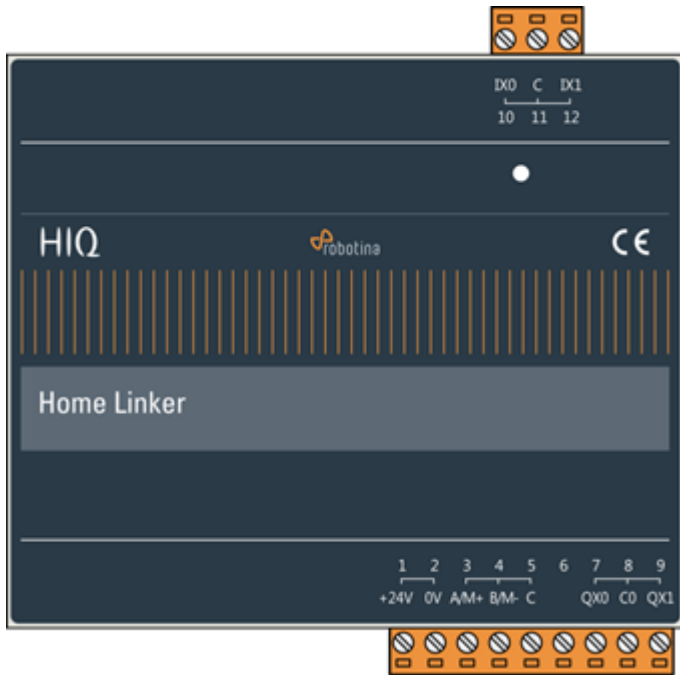 IX0 C IX1
10 11 12
HIQ robotina CE
Home Linker
1 2 3 4 5 6 7 8 9
+24V 0V A/M+ B/M- C QX0 C0 QX1